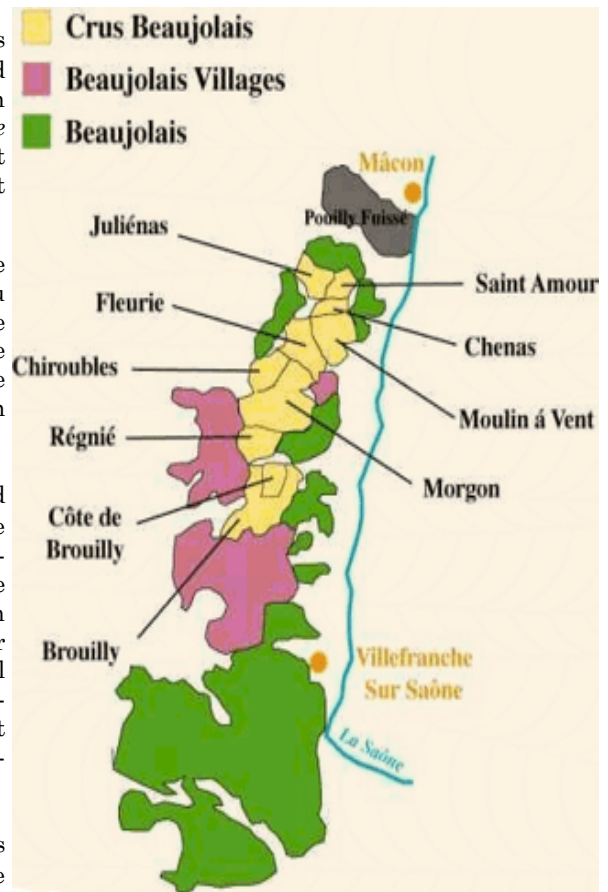 Crus Beaujolais
Beaujolais Villages
Beaujolais
Mâcon
Pouilly Fuissé
Juliénas
Saint Amour
Fleurie
Chenas
Chiroubles
Moulin á Vent
Régnié
Morgon
Côte de
Brouilly
Brouilly
Villefranche
Sur Saône
La Saône